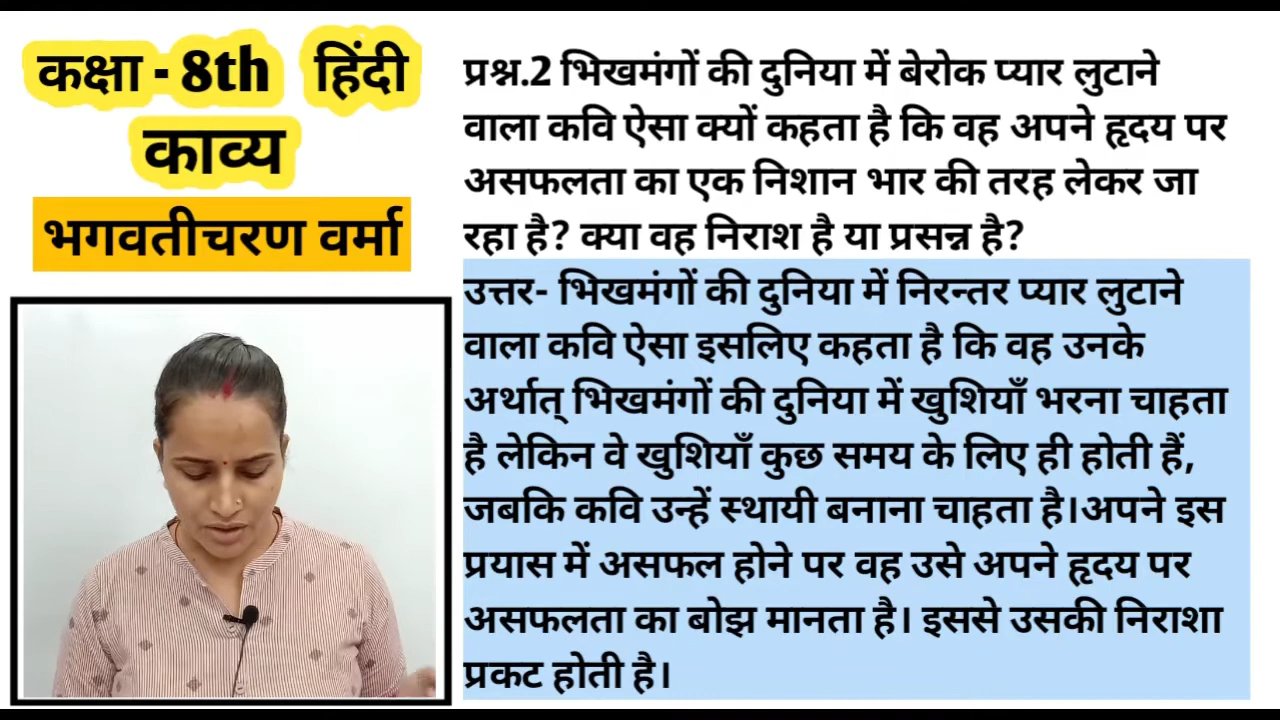 कक्षा - 8th हिंदी
काव्य
भगवतीचरण वर्मा
प्रश्न.2 भिखमंगों की दुनिया में बेरोक प्यार लुटाने
वाला कवि ऐसा क्यों कहता है कि वह अपने हृदय पर
असफलता का एक निशान भार की तरह लेकर जा
रहा है? क्या वह निराश है या प्रसन्न है?
उत्तर- भिखमंगों की दुनिया में निरन्तर प्यार लुटाने
वाला कवि ऐसा इसलिए कहता है कि वह उनके
अर्थात् भिखमंगों की दुनिया में खुशियाँ भरना चाहता
है लेकिन वे खुशियाँ कुछ समय के लिए ही होती हैं,
जबकि कवि उन्हें स्थायी बनाना चाहता है।अपने इस
प्रयास में असफल होने पर वह उसे अपने हृदय पर
असफलता का बोझ मानता है। इससे उसकी निराशा
प्रकट होती है।